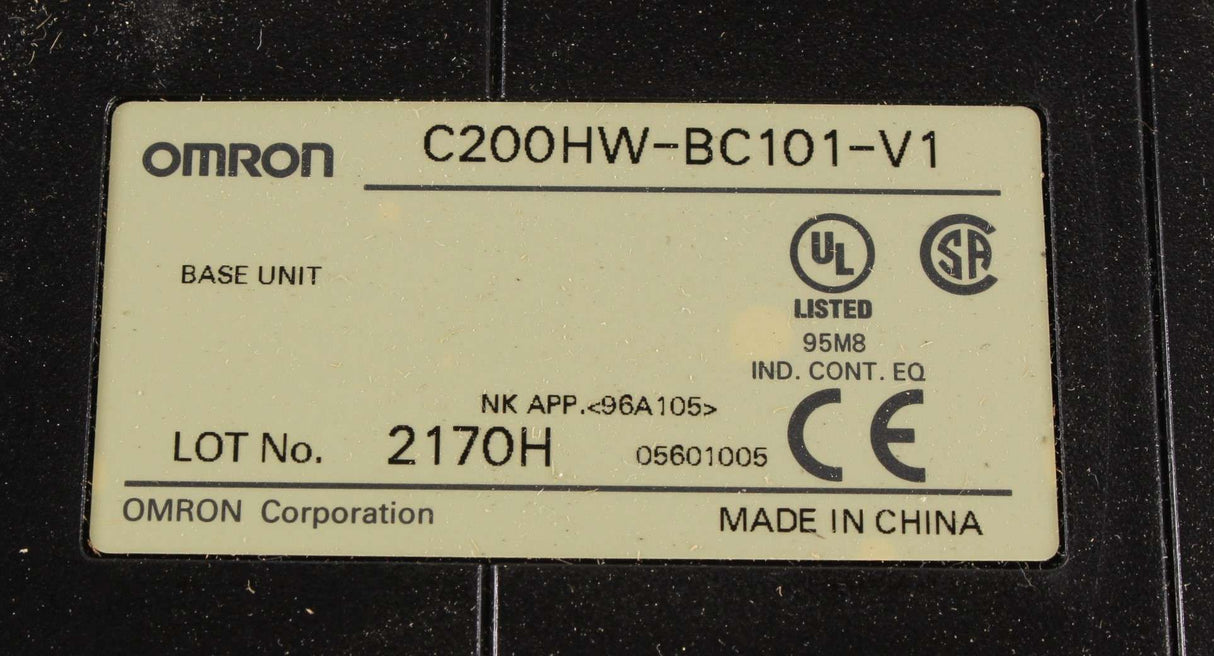 OMRON C200HW-BC101-V1
BASE UNIT
UL SA
LISTED
95M8
IND. CONT. EQ
NK APP.<96A105>
LOT No. 2170H 05601005 CE
OMRON Corporation MADE IN CHINA